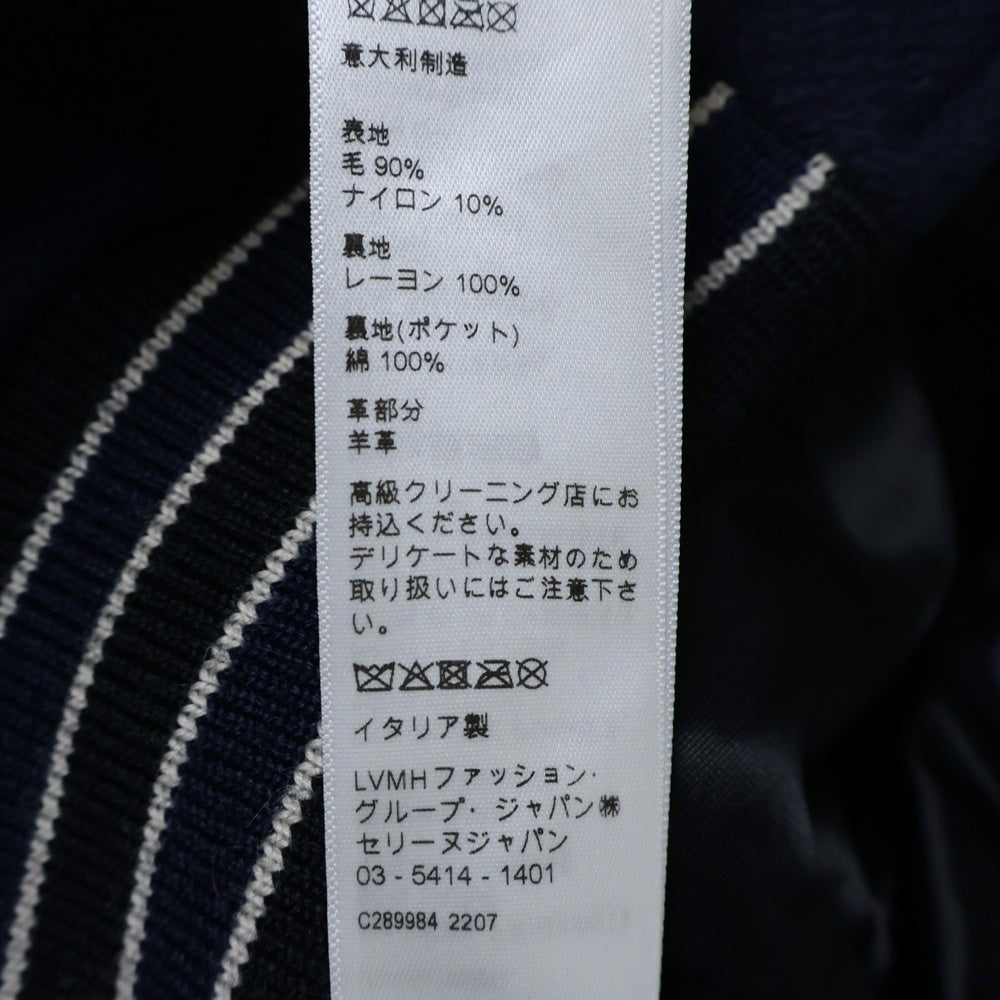 意大利制造
表地
毛 90%
ナイロン 10%
裏地
レーヨン 100%
裏地(ポケット)
綿 100%
革部分
羊革
高級クリーニング店にお
持込ください。
デリケートな素材のため
取り扱いにはご注意下さ
い。
イタリア製
LVMHファッション・
グループ・ジャパン㈱
セリーヌジャパン
03 - 5414 - 1401
C289984 2207